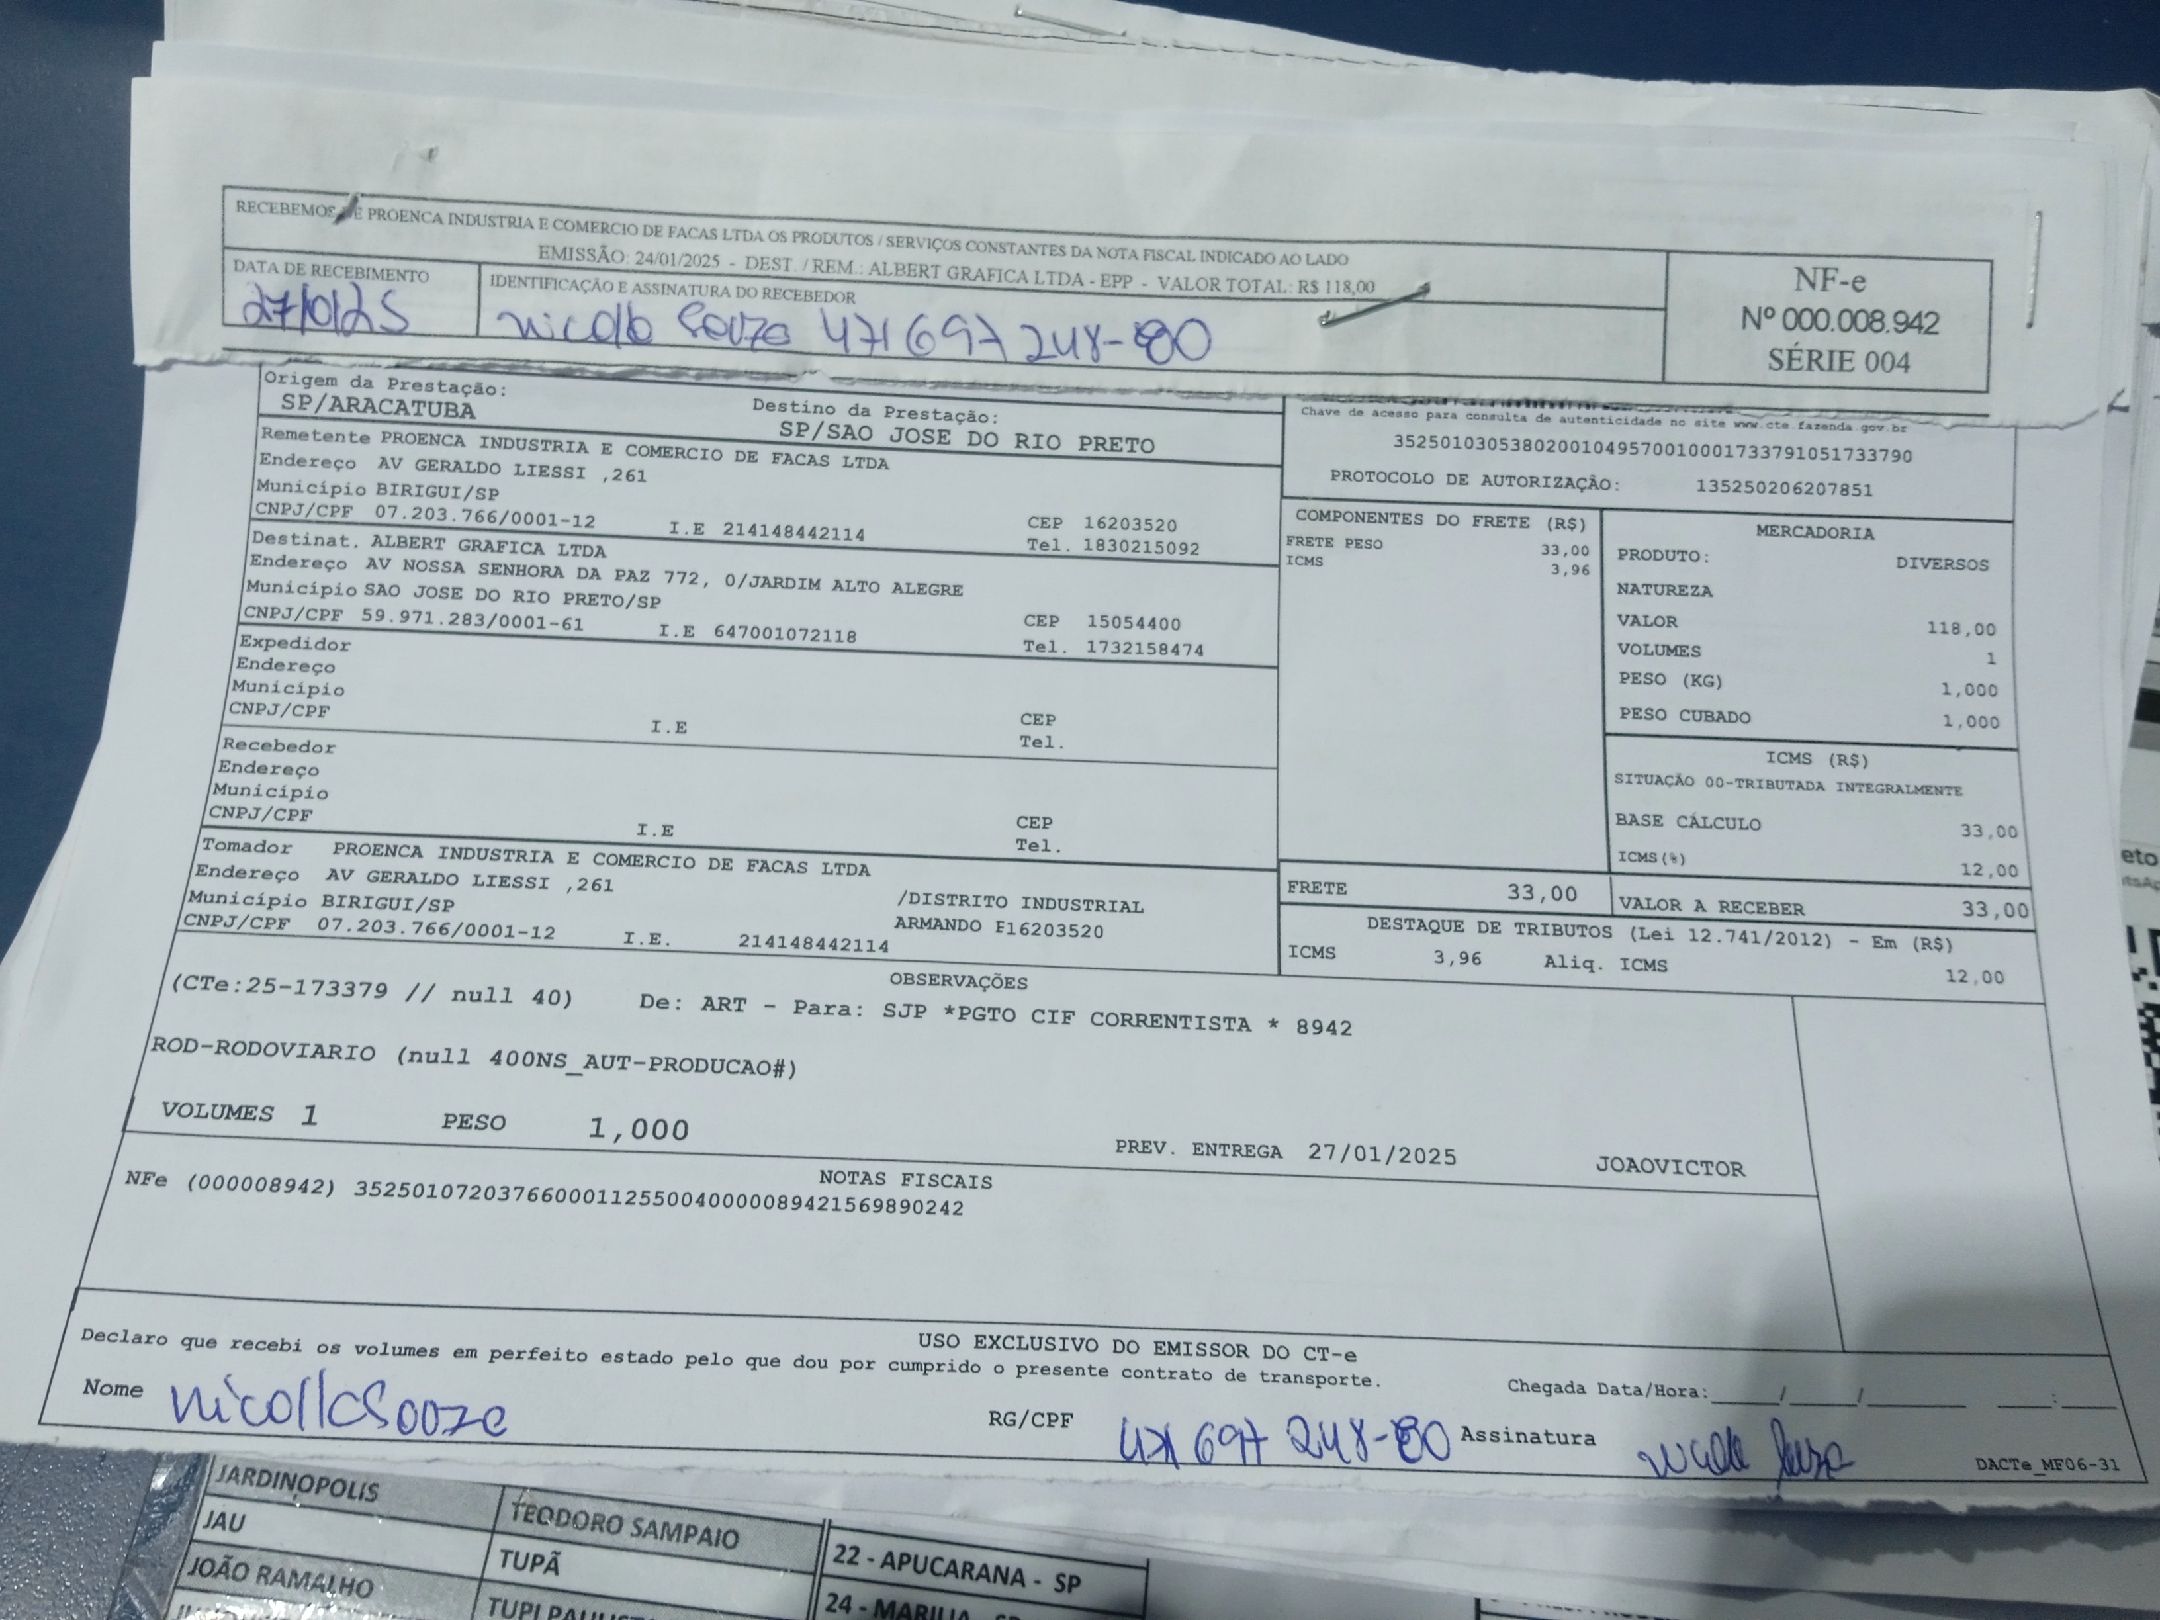 RECEBEMOS DE PROENCA INDUSTRIA E COMERCIO DE FACAS LTDA OS PRODUTOS / SERVIÇOS CONSTANTES DA NOTA FISCAL INDICADO AO LADO
EMISSÃO: 24/01/2025 - DEST. / REM.: ALBERT GRAFICA LTDA - EPP - VALOR TOTAL: R$ 118,00
DATA DE RECEBIMENTO
IDENTIFICAÇÃO E ASSINATURA DO RECEBEDOR
Souza 471 697 248-80
NF-e
Nº 000.008.942
SÉRIE 004
Origem da Prestação:
SP/ARACATUBA
Destino da Prestação:
SP/SAO JOSE DO RIO PRETO
Chave de acesso para consulta de autenticidade no site www.cte.fazenda.gov.br
35250103053802001049570010001733791051733790
PROTOCOLO DE AUTORIZAÇÃO: 135250206207851
Remetente PROENCA INDUSTRIA E COMERCIO DE FACAS LTDA
Endereço AV GERALDO LIESSI ,261
Município BIRIGUI/SP
CNPJ/CPF 07.203.766/0001-12 I.E 214148442114
CEP 16203520
Tel. 1830215092
Destinat. ALBERT GRAFICA LTDA
Endereço AV NOSSA SENHORA DA PAZ 772, 0/JARDIM ALTO ALEGRE
Município SAO JOSE DO RIO PRETO/SP
CNPJ/CPF 59.971.283/0001-61 I.E 647001072118
CEP 15054400
Tel. 1732158474
Expedidor
Endereço
Município
CNPJ/CPF I.E
CEP
Tel.
Recebedor
Endereço
Município
CNPJ/CPF I.E
CEP
Tel.
Tomador PROENCA INDUSTRIA E COMERCIO DE FACAS LTDA
Endereço AV GERALDO LIESSI ,261 /DISTRITO INDUSTRIAL
Município BIRIGUI/SP ARMANDO F16203520
CNPJ/CPF 07.203.766/0001-12 I.E. 214148442114
COMPONENTES DO FRETE (R$)
FRETE PESO 33,00
ICMS 3,96
MERCADORIA
PRODUTO: DIVERSOS
NATUREZA
VALOR 118,00
VOLUMES 1
PESO (KG) 1,000
PESO CUBADO 1,000
ICMS (R$)
SITUAÇÃO 00-TRIBUTADA INTEGRALMENTE
BASE CÁLCULO 33,00
ICMS(%) 12,00
FRETE 33,00
VALOR A RECEBER 33,00
DESTAQUE DE TRIBUTOS (Lei 12.741/2012) - Em (R$)
ICMS 3,96 Aliq. ICMS 12,00
OBSERVAÇÕES
(CTe:25-173379 // null 40) De: ART - Para: SJP *PGTO CIF CORRENTISTA * 8942
ROD-RODOVIARIO (null 400NS_AUT-PRODUCAO#)
VOLUMES 1 PESO 1,000
PREV. ENTREGA 27/01/2025 JOAOVICTOR
NOTAS FISCAIS
NFe (000008942) 35250107203766000112550040000089421569890242
USO EXCLUSIVO DO EMISSOR DO CT-e
Declaro que recebi os volumes em perfeito estado pelo que dou por cumprido o presente contrato de transporte.
Chegada Data/Hora:_____/_____/_______ ____:____
Nome
RG/CPF 471 697 248-80 Assinatura
DACTe_MF06-31
JARDINOPOLIS
TEODORO SAMPAIO
JAU
TUPÃ
22 - APUCARANA - SP
JOÃO RAMALHO
24 - MARILIA